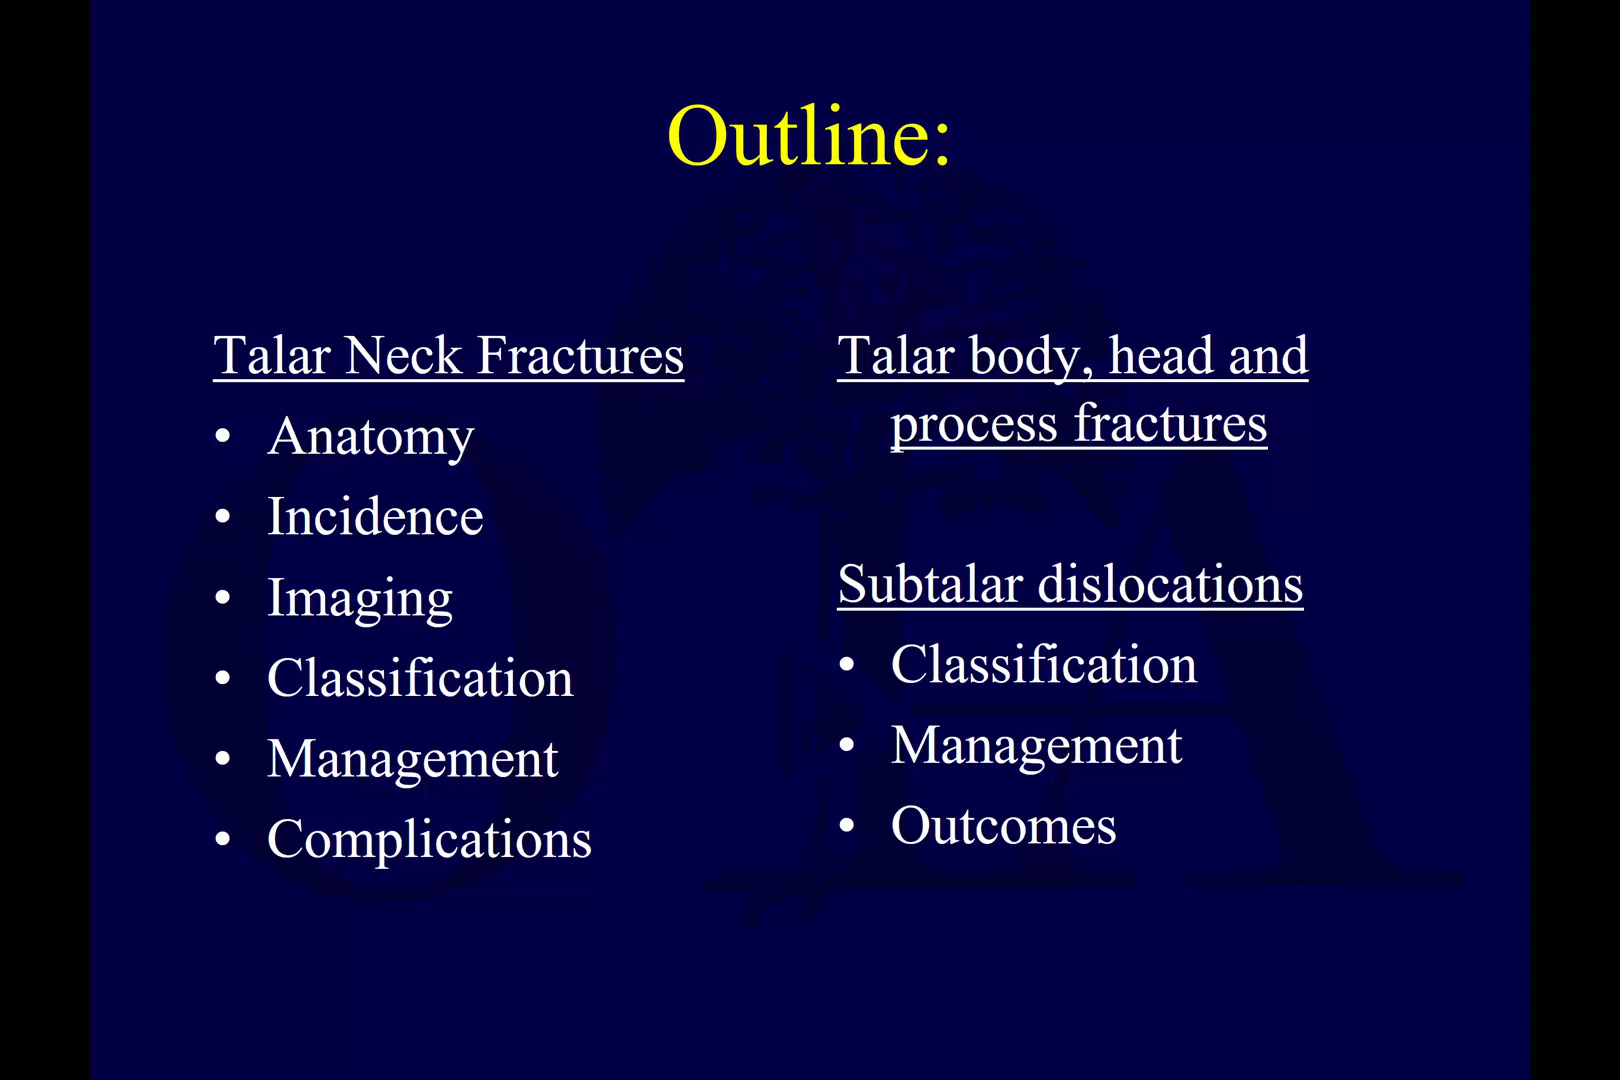 Outline:
Talar Neck Fractures
• Anatomy
• Incidence
• Imaging
• Classification
• Management
• Complications
Talar body, head and
process fractures
Subtalar dislocations
• Classification
• Management
• Outcomes
OTA